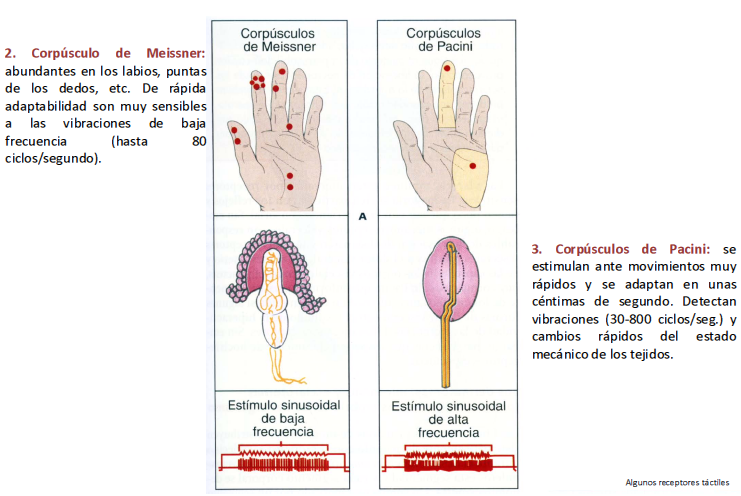 2. Corpúsculo de Meissner:
abundantes en los labios, puntas
de los dedos, etc. De rápida
adaptabilidad son muy sensibles
a las vibraciones de baja
frecuencia (hasta 80
ciclos/segundo).
Corpúsculos
de Meissner
Corpúsculos
de Pacini
A
Estímulo sinusoidal
de baja
frecuencia
Estímulo sinusoidal
de alta
frecuencia
3. Corpúsculos de Pacini: se
estimulan ante movimientos muy
rápidos y se adaptan en unas
céntimas de segundo. Detectan
vibraciones (30-800 ciclos/seg.) y
cambios rápidos del estado
mecánico de los tejidos.
Algunos receptores táctiles